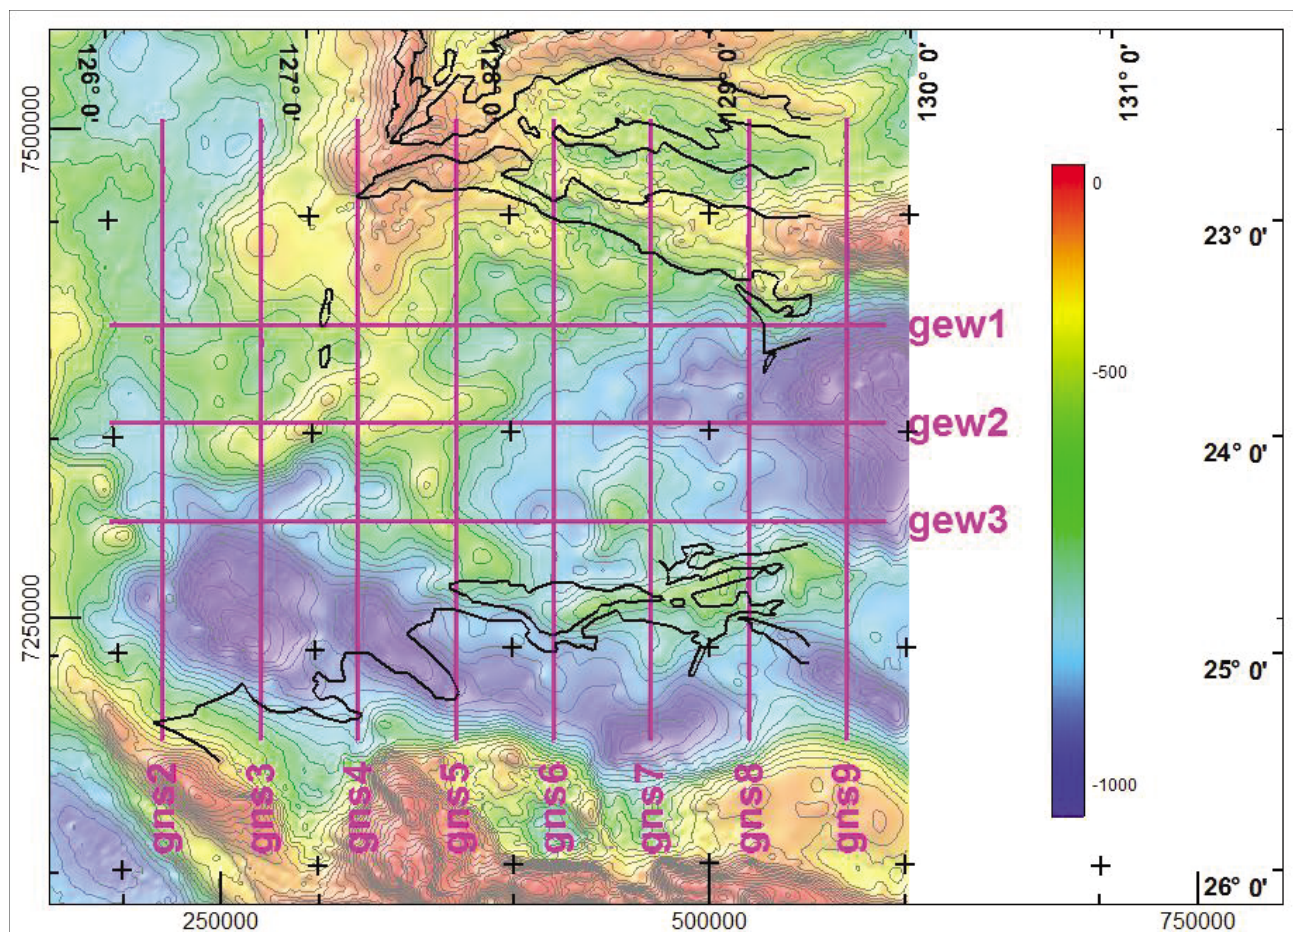 126° 0'
127° 0'
128° 0'
129° 0'
130° 0'
131° 0'
7500000
0
23° 0'
gew1
-500
gew2
24° 0'
gew3
7250000
25° 0'
gns2
gns3
gns4
gns5
gns6
gns7
gns8
gns9
-1000
26° 0'
250000
500000
750000